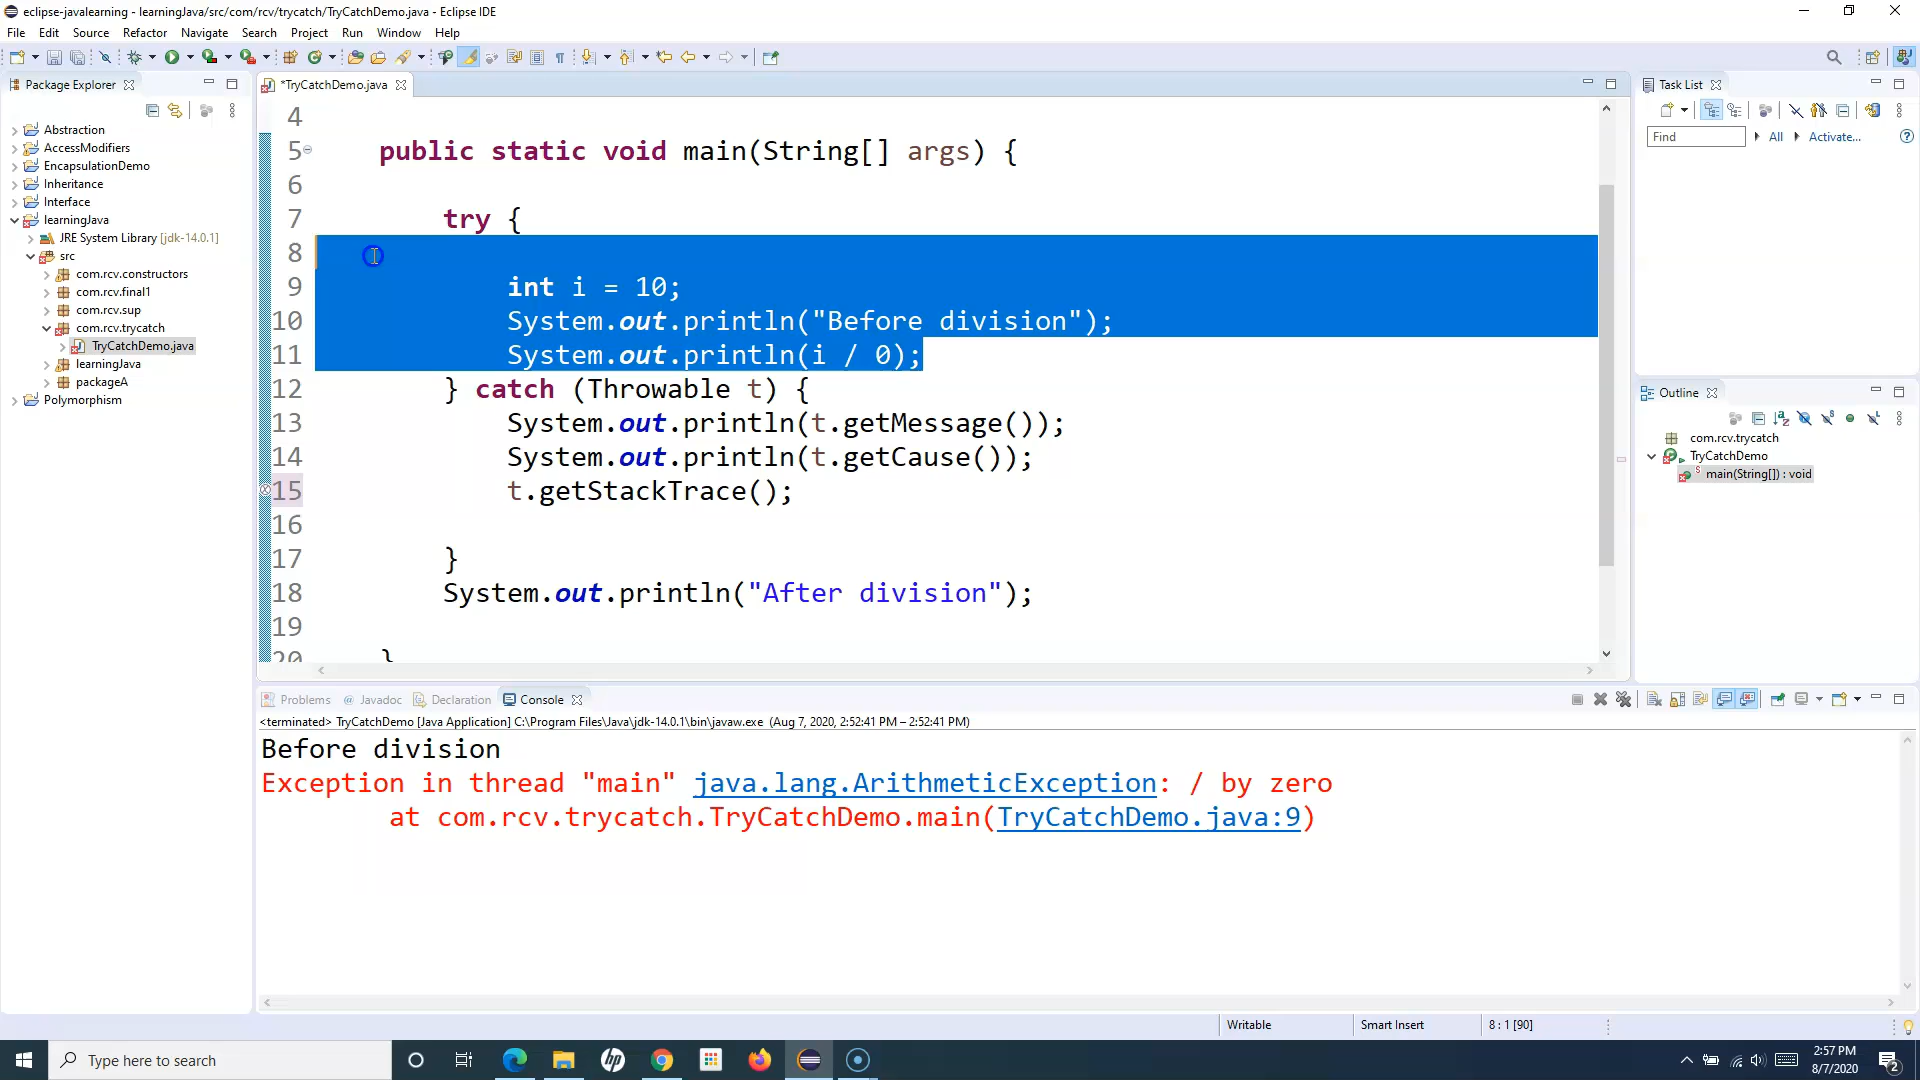 eclipse-javalearning - learningJava/src/com/rcv/trycatch/TryCatchDemo.java - Eclipse IDE
File Edit Source Refactor Navigate Search Project Run Window Help
Package Explorer
Abstraction
AccessModifiers
EncapsulationDemo
Inheritance
Interface
learningJava
JRE System Library [jdk-14.0.1]
src
com.rcv.constructors
com.rcv.final1
com.rcv.sup
com.rcv.trycatch
TryCatchDemo.java
learningJava
packageA
Polymorphism
*TryCatchDemo.java
4
5 public static void main(String[] args) {
6
7 try {
8
9 int i = 10;
10 System.out.println("Before division");
11 System.out.println(i / 0);
12 } catch (Throwable t) {
13 System.out.println(t.getMessage());
14 System.out.println(t.getCause());
15 t.getStackTrace();
16
17 }
18 System.out.println("After division");
19
20 }
Task List
Find All Activate...
Outline
com.rcv.trycatch
TryCatchDemo
main(String[]) : void
Problems Javadoc Declaration Console
<terminated> TryCatchDemo [Java Application] C:\Program Files\Java\jdk-14.0.1\bin\javaw.exe (Aug 7, 2020, 2:52:41 PM – 2:52:41 PM)
Before division
Exception in thread "main" java.lang.ArithmeticException: / by zero
at com.rcv.trycatch.TryCatchDemo.main(TryCatchDemo.java:9)
Writable Smart Insert 8 : 1 [90]
Type here to search
2:57 PM
8/7/2020
2